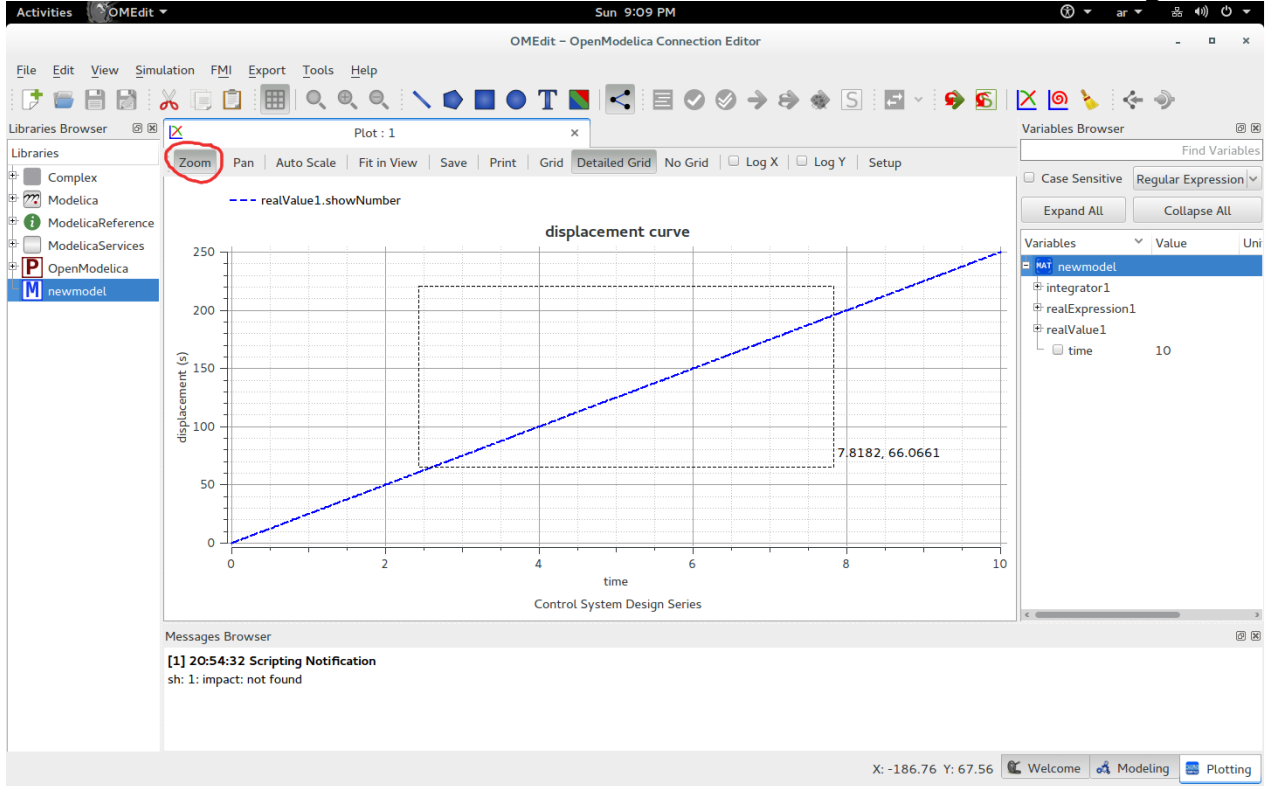 Activities OMEdit Sun 9:09 PM ar
OMEdit - OpenModelica Connection Editor
File Edit View Simulation FMI Export Tools Help
T S S
Libraries Browser
Plot : 1
Variables Browser
Libraries
Zoom Pan Auto Scale Fit in View Save Print Grid Detailed Grid No Grid Log X Log Y Setup
Find Variables
Complex
Case Sensitive Regular Expression
Modelica
realValue1.showNumber
Expand All Collapse All
ModelicaReference
displacement curve
ModelicaServices
Variables Value Uni
P OpenModelica
MAT newmodel
M newmodel
integrator1
realExpression1
realValue1
time 10
250
200
150
100
50
0
displacement (s)
7.8182, 66.0661
0 2 4 6 8 10
time
Control System Design Series
Messages Browser
[1] 20:54:32 Scripting Notification
sh: 1: impact: not found
X: -186.76 Y: 67.56 Welcome Modeling Plotting